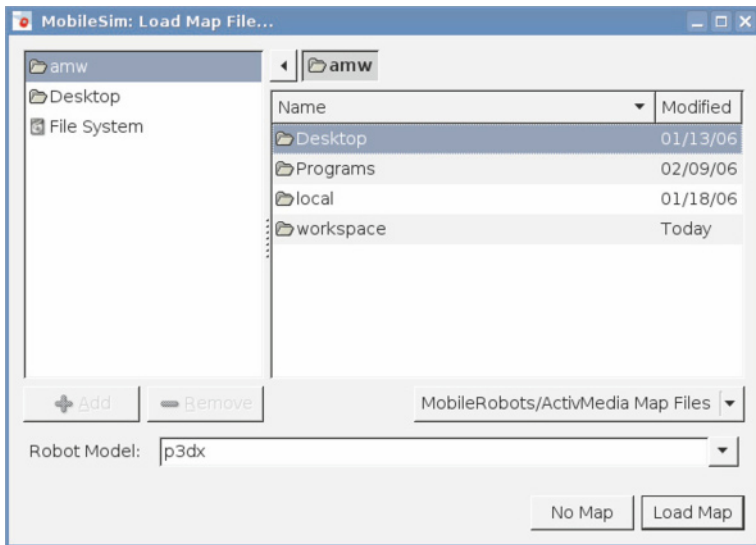 MobileSim: Load Map File...
amw
Desktop
File System
amw
Name Modified
Desktop 01/13/06
Programs 02/09/06
local 01/18/06
workspace Today
Add Remove MobileRobots/ActivMedia Map Files
Robot Model: p3dx
No Map Load Map